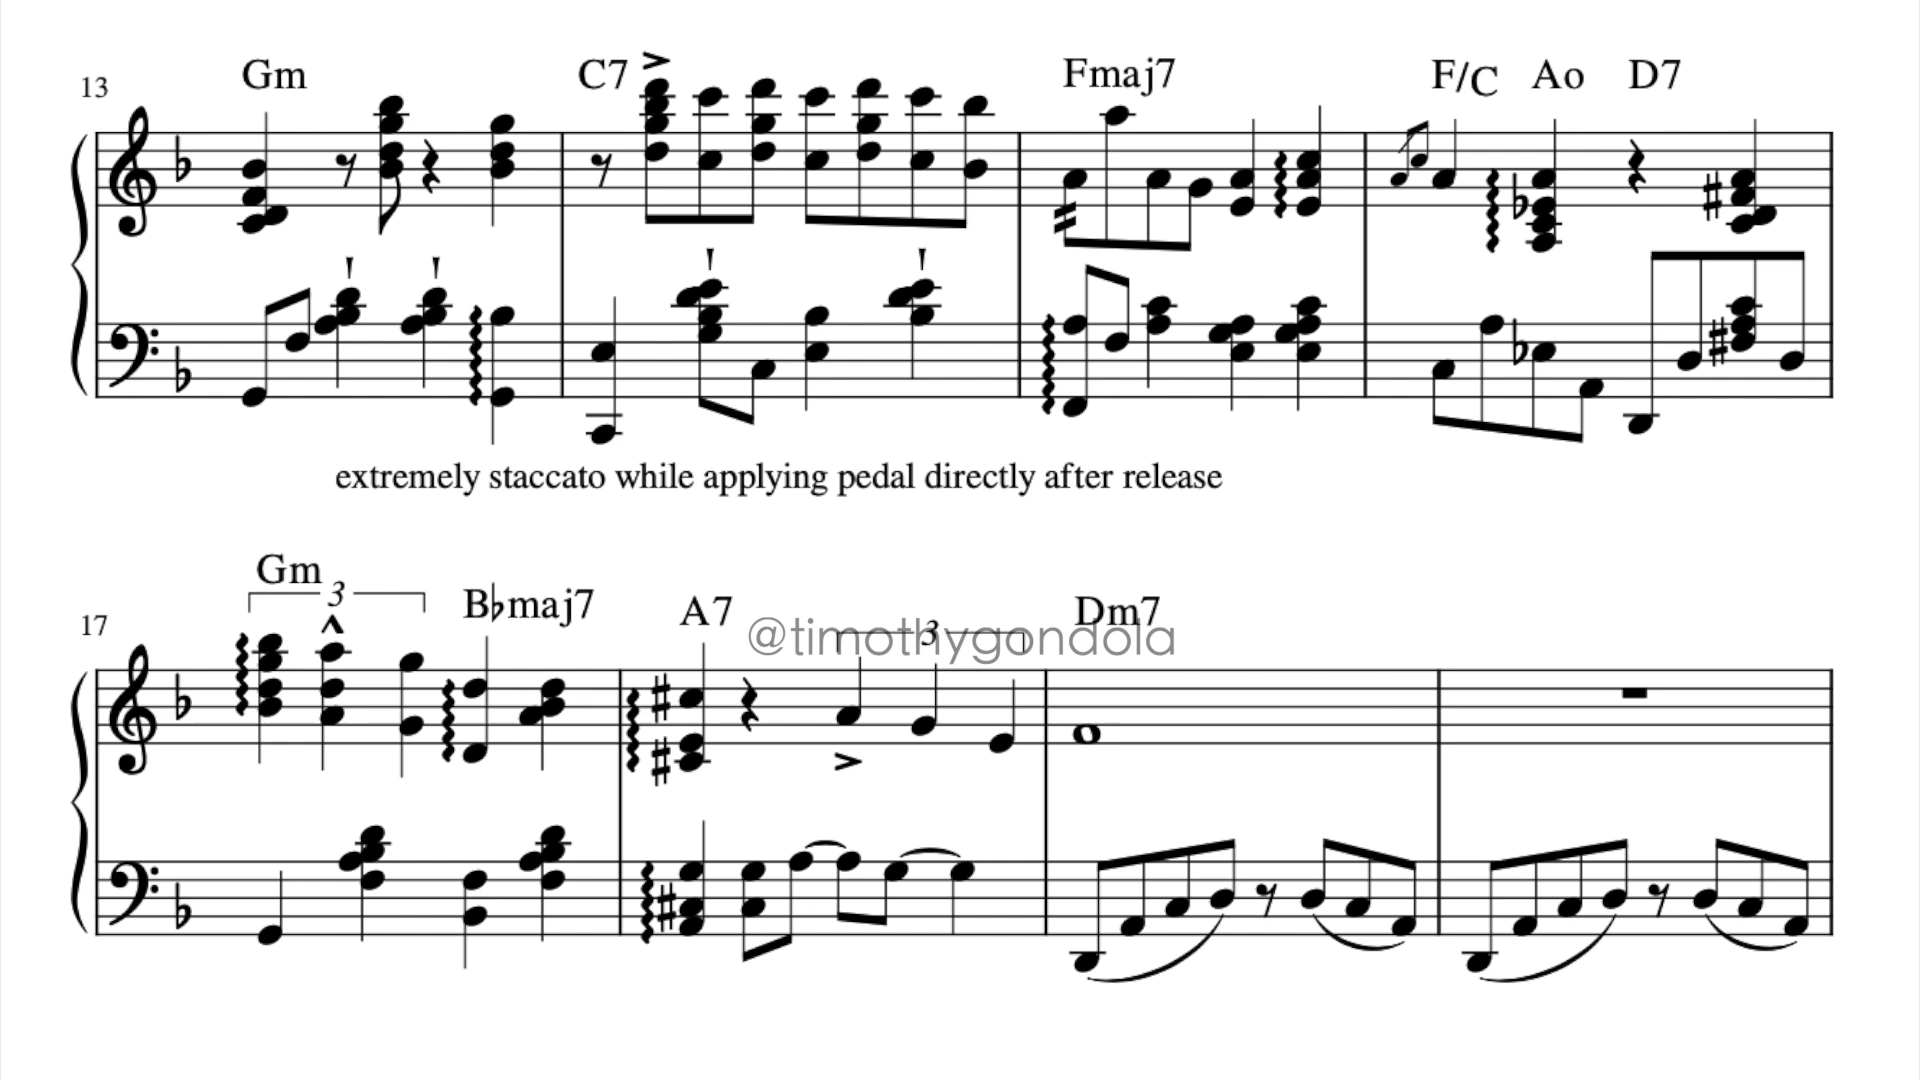 13 Gm C7 Fmaj7 F/C Ao D7
extremely staccato while applying pedal directly after release
17 Gm 3 B♭maj7 A7 3 Dm7
@timothygondola